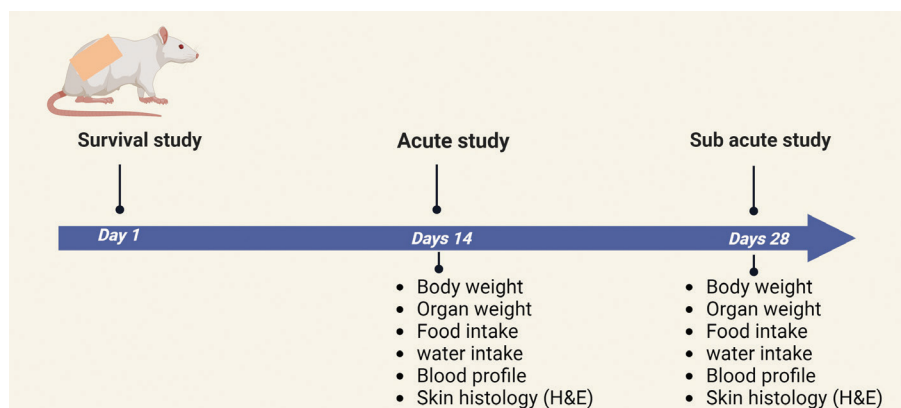 Survival study
Acute study
Sub acute study
Day 1
Days 14
Days 28
• Body weight
• Organ weight
• Food intake
• water intake
• Blood profile
• Skin histology (H&E)
• Body weight
• Organ weight
• Food intake
• water intake
• Blood profile
• Skin histology (H&E)